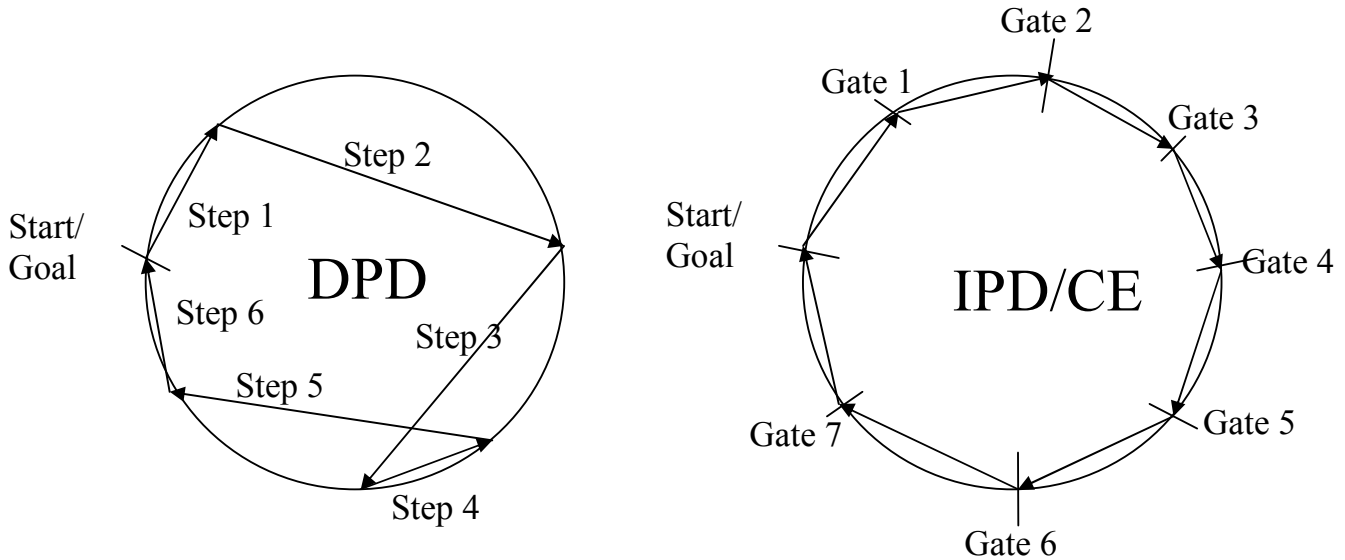 Step 2
Step 1
Start/
Goal
DPD
Step 6
Step 3
Step 5
Step 4
Gate 2
Gate 1
Gate 3
Start/
Goal
Gate 4
IPD/CE
Gate 5
Gate 7
Gate 6